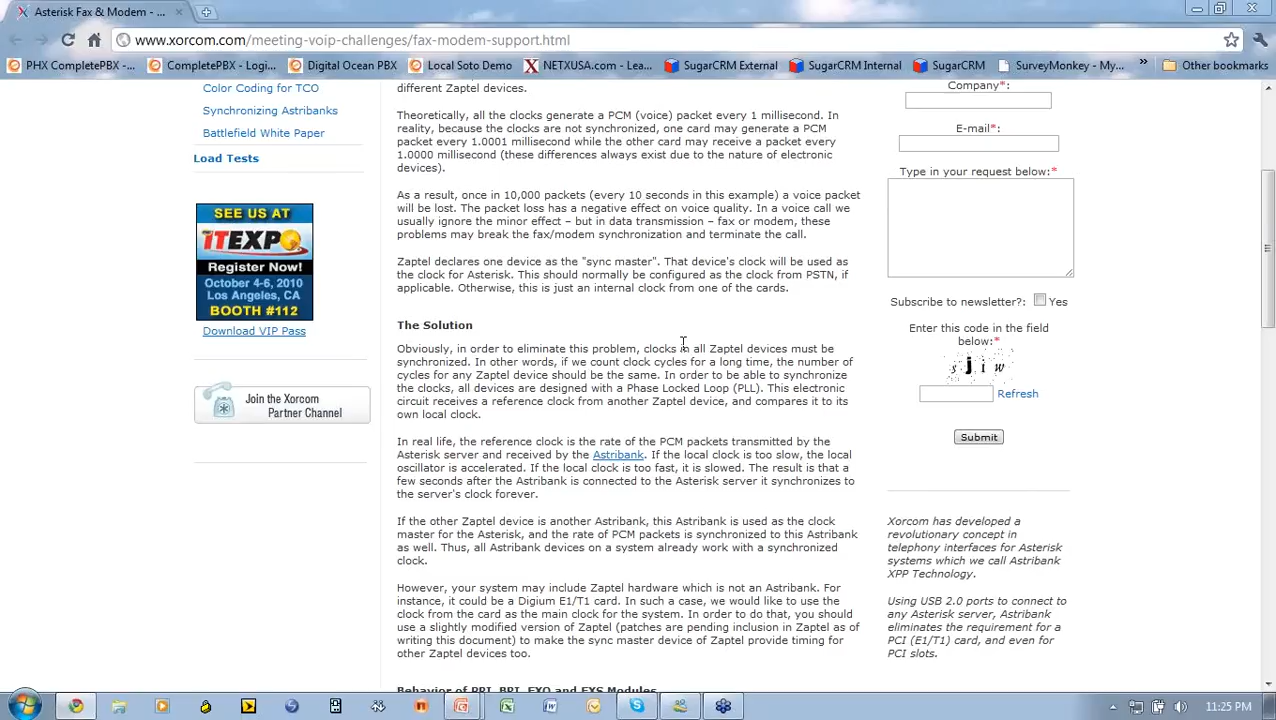 Asterisk Fax & Modem - ...
www.xorcom.com/meeting-voip-challenges/fax-modem-support.html
PHX CompletePBX -... CompletePBX - Logi... Digital Ocean PBX Local Soto Demo NETXUSA.com - Lea... SugarCRM External SugarCRM Internal SugarCRM SurveyMonkey - My... Other bookmarks
Color Coding for TCO
Synchronizing Astribanks
Battlefield White Paper
Load Tests
SEE US AT
ITEXPO
Register Now!
October 4-6, 2010
Los Angeles, CA
BOOTH #112
Download VIP Pass
Join the Xorcom
Partner Channel
different Zaptel devices.
Theoretically, all the clocks generate a PCM (voice) packet every 1 millisecond. In
reality, because the clocks are not synchronized, one card may generate a PCM
packet every 1.0001 millisecond while the other card may receive a packet every
1.0000 millisecond (these differences always exist due to the nature of electronic
devices).
As a result, once in 10,000 packets (every 10 seconds in this example) a voice packet
will be lost. The packet loss has a negative effect on voice quality. In a voice call we
usually ignore the minor effect – but in data transmission – fax or modem, these
problems may break the fax/modem synchronization and terminate the call.
Zaptel declares one device as the "sync master". That device's clock will be used as
the clock for Asterisk. This should normally be configured as the clock from PSTN, if
applicable. Otherwise, this is just an internal clock from one of the cards.
The Solution
Obviously, in order to eliminate this problem, clocks in all Zaptel devices must be
synchronized. In other words, if we count clock cycles for a long time, the number of
cycles for any Zaptel device should be the same. In order to be able to synchronize
the clocks, all devices are designed with a Phase Locked Loop (PLL). This electronic
circuit receives a reference clock from another Zaptel device, and compares it to its
own local clock.
In real life, the reference clock is the rate of the PCM packets transmitted by the
Asterisk server and received by the Astribank. If the local clock is too slow, the local
oscillator is accelerated. If the local clock is too fast, it is slowed. The result is that a
few seconds after the Astribank is connected to the Asterisk server it synchronizes to
the server's clock forever.
If the other Zaptel device is another Astribank, this Astribank is used as the clock
master for the Asterisk, and the rate of PCM packets is synchronized to this Astribank
as well. Thus, all Astribank devices on a system already work with a synchronized
clock.
However, your system may include Zaptel hardware which is not an Astribank. For
instance, it could be a Digium E1/T1 card. In such a case, we would like to use the
clock from the card as the main clock for the system. In order to do that, you should
use a slightly modified version of Zaptel (patches are pending inclusion in Zaptel as of
writing this document) to make the sync master device of Zaptel provide timing for
other Zaptel devices too.
Behavior of PRI, BRI, FXO and FXS Modules
Company*:
E-mail*:
Type in your request below:*
Subscribe to newsletter?: Yes
Enter this code in the field
below:*
s j i w
Refresh
Submit
Xorcom has developed a
revolutionary concept in
telephony interfaces for Asterisk
systems which we call Astribank
XPP Technology.
Using USB 2.0 ports to connect to
any Asterisk server, Astribank
eliminates the requirement for a
PCI (E1/T1) card, and even for
PCI slots.
11:25 PM